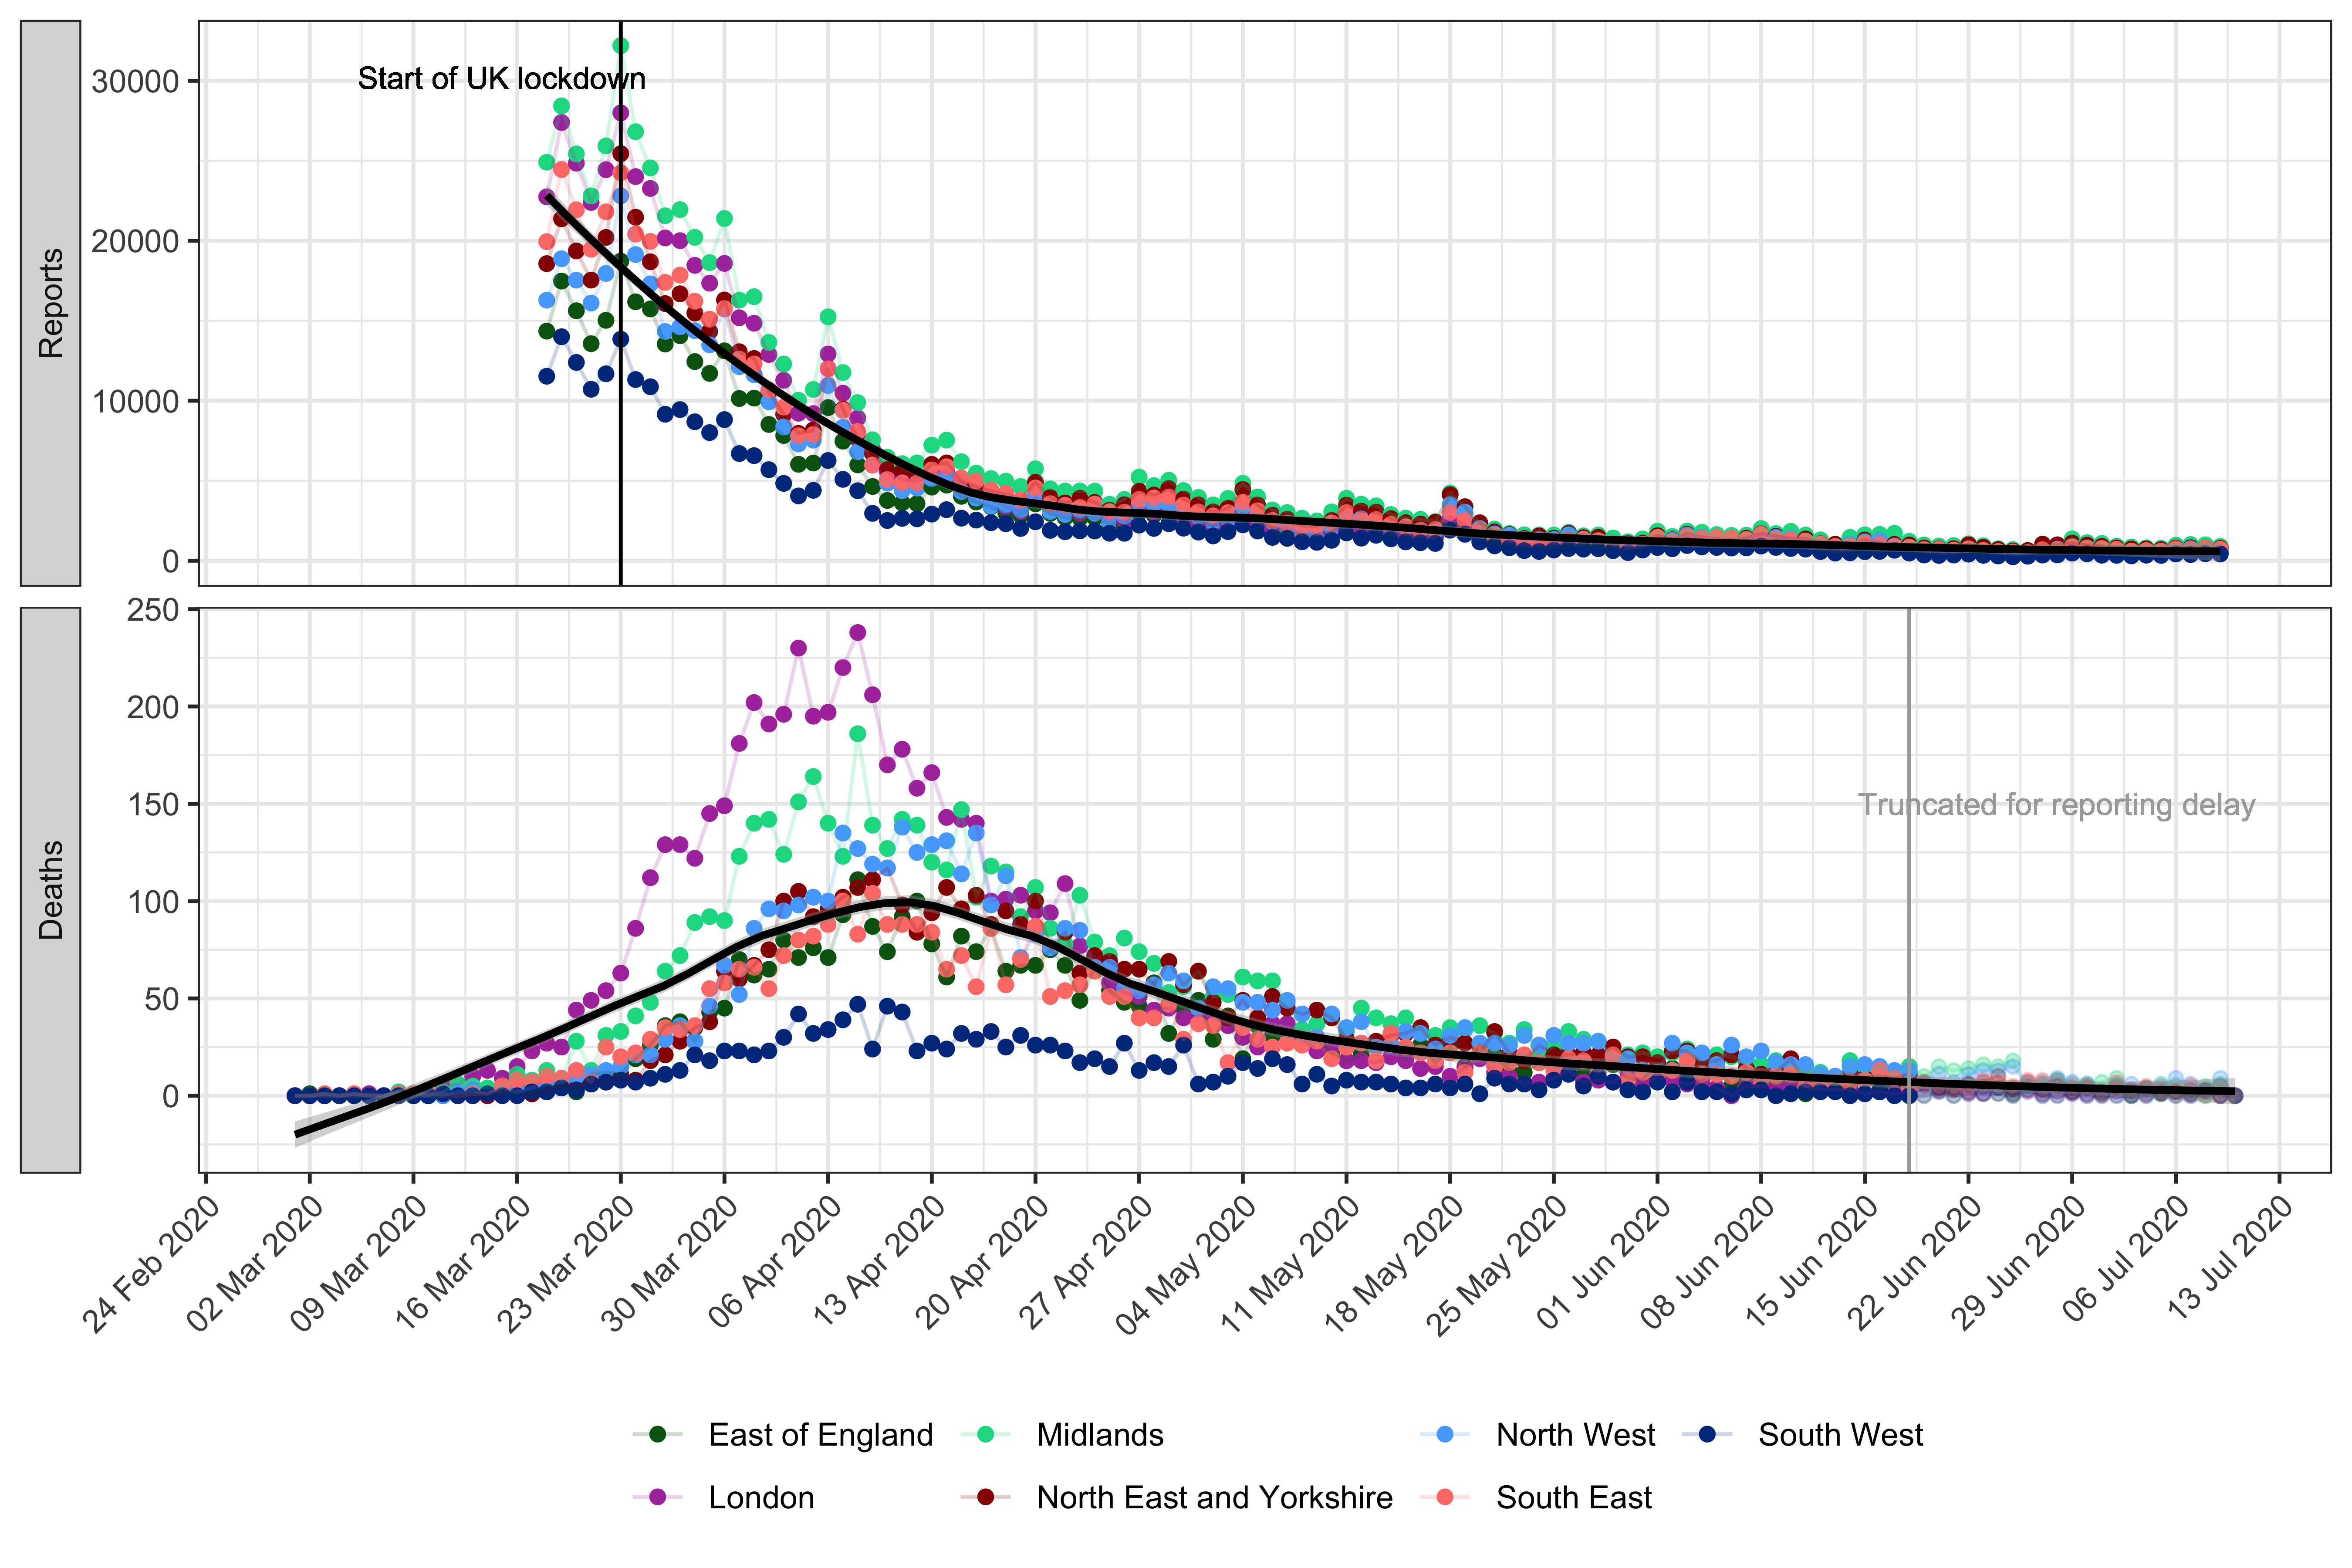 Reports
30000
20000
10000
0
Start of UK lockdown
Deaths
250
200
150
100
50
0
Truncated for reporting delay
24 Feb 2020
02 Mar 2020
09 Mar 2020
16 Mar 2020
23 Mar 2020
30 Mar 2020
06 Apr 2020
13 Apr 2020
20 Apr 2020
27 Apr 2020
04 May 2020
11 May 2020
18 May 2020
25 May 2020
01 Jun 2020
08 Jun 2020
15 Jun 2020
22 Jun 2020
29 Jun 2020
06 Jul 2020
13 Jul 2020
East of England
Midlands
North West
South West
London
North East and Yorkshire
South East